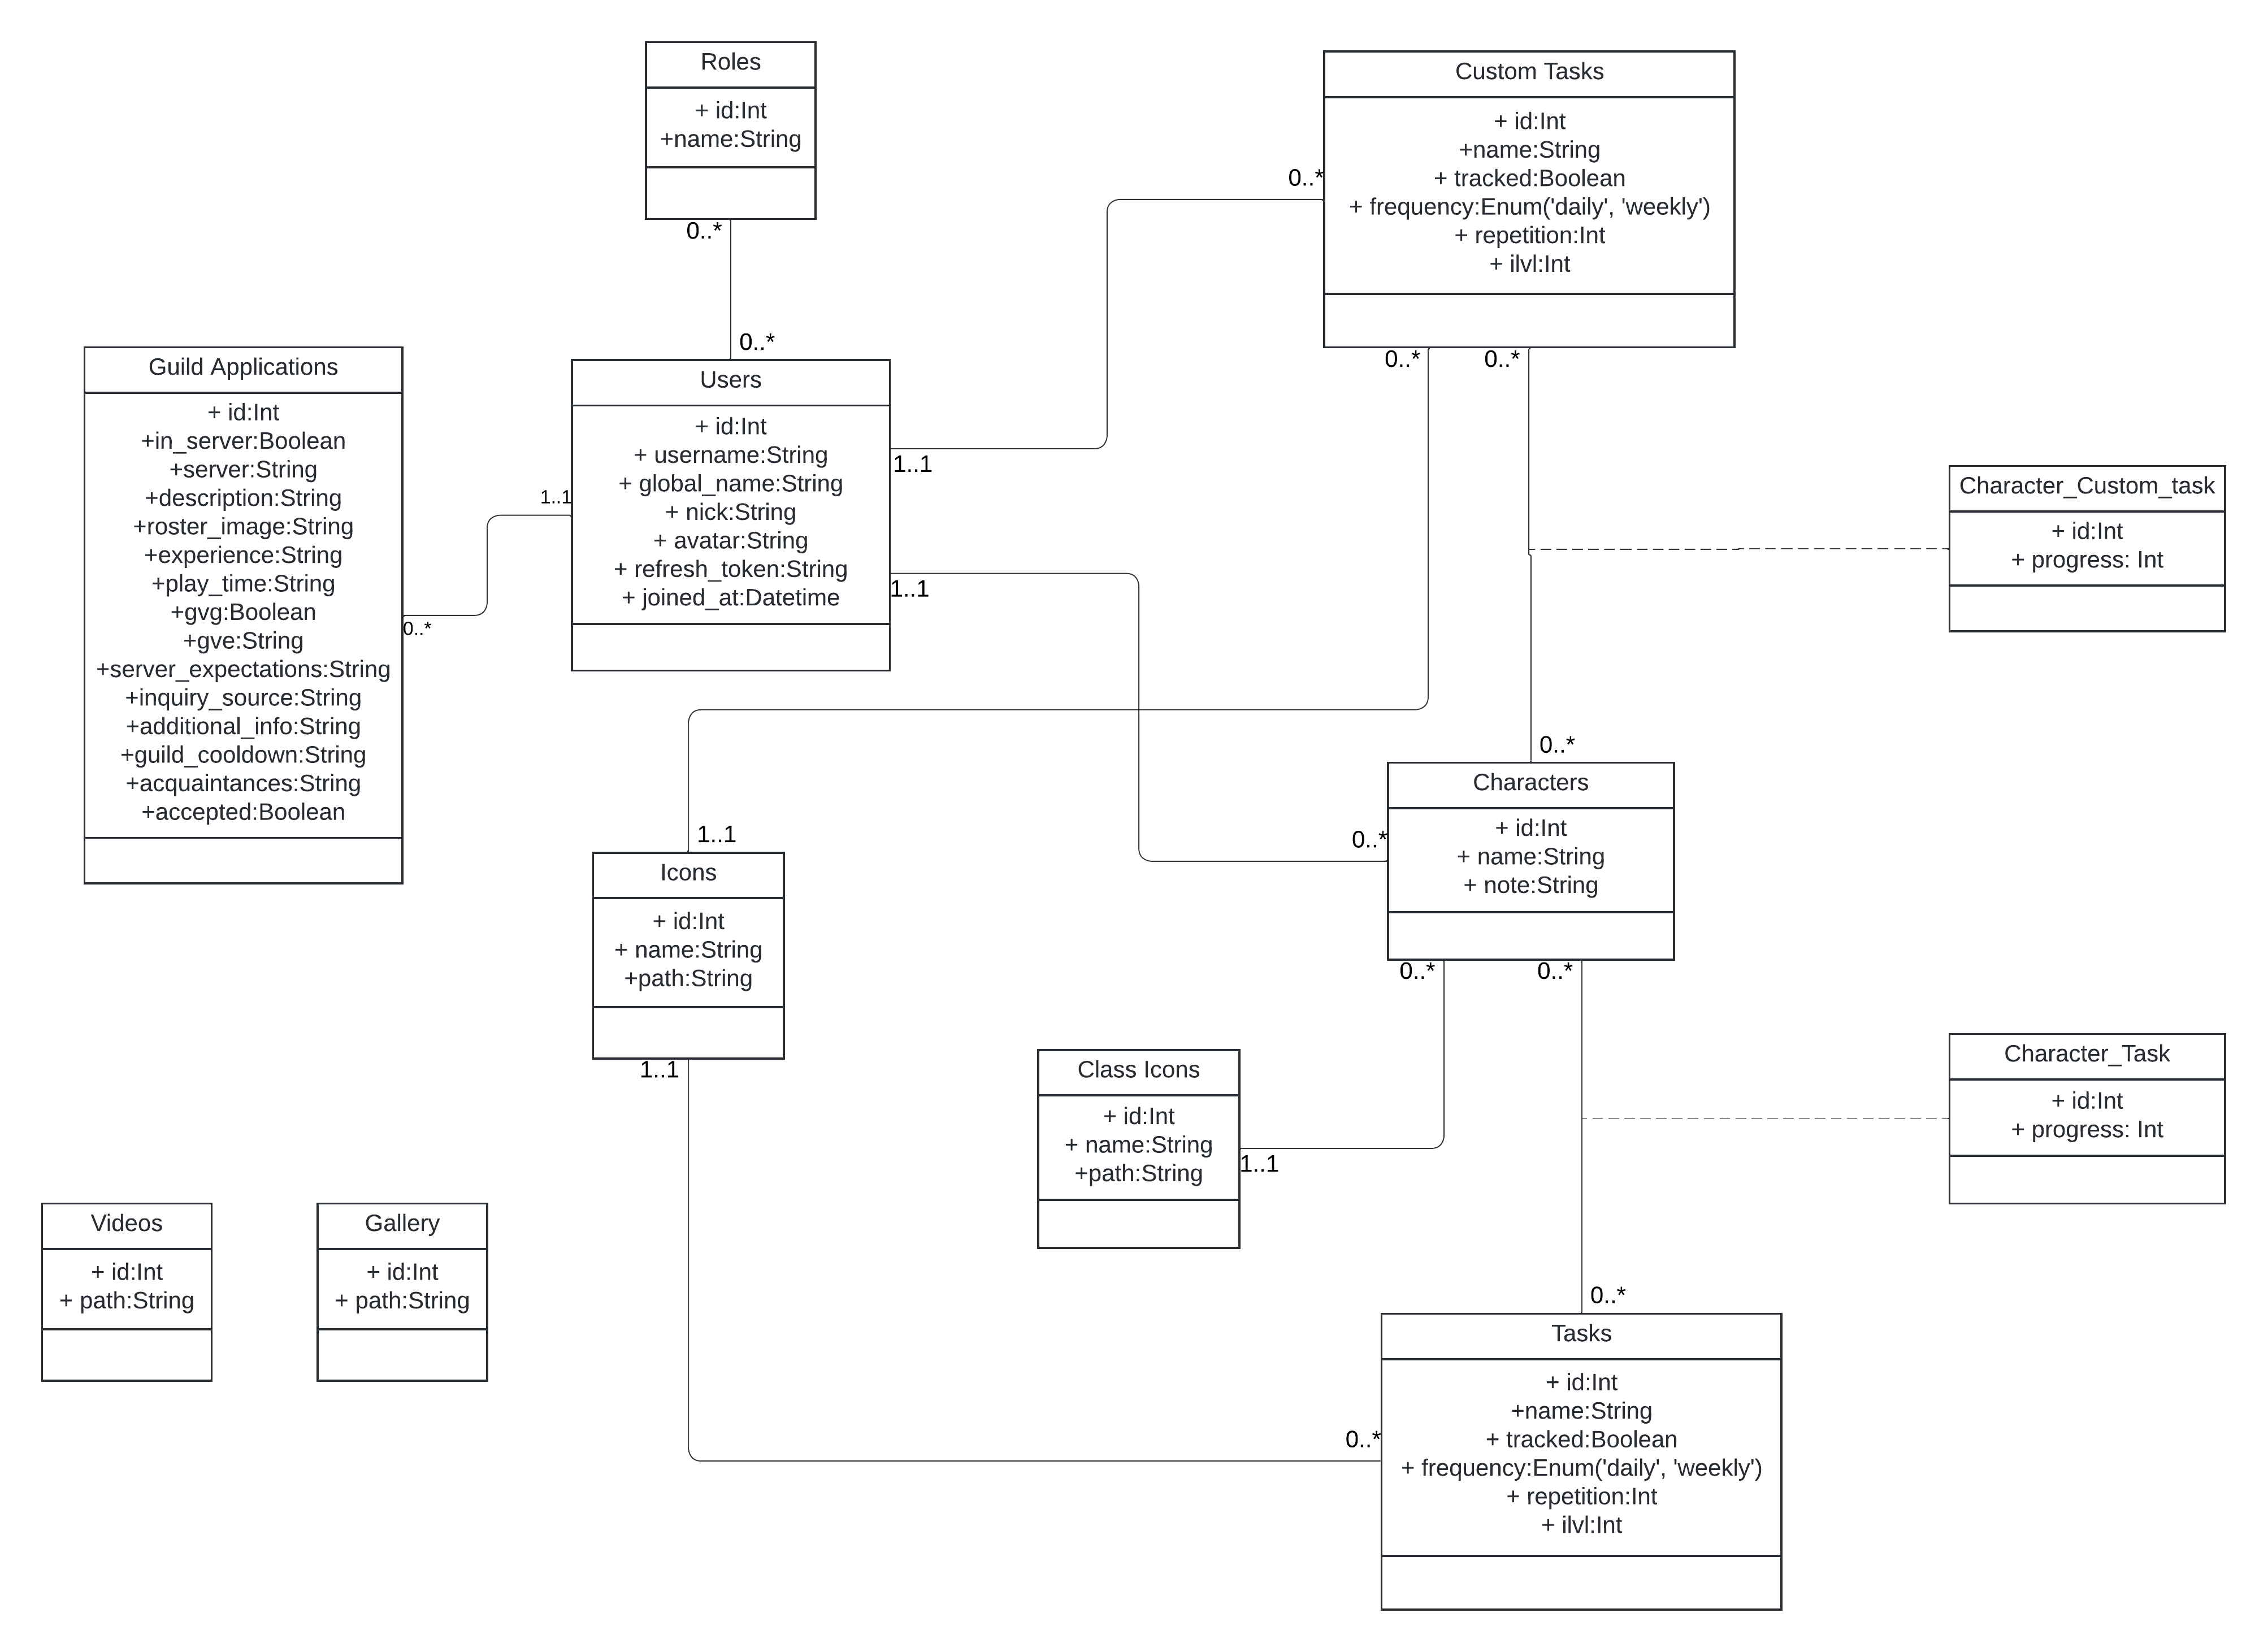 Roles
+ id:Int
+name:String
0..*
0..*
Users
+ id:Int
+ username:String
+ global_name:String
+ nick:String
+ avatar:String
+ refresh_token:String
+ joined_at:Datetime
1..1
1..1
1..1
Guild Applications
+ id:Int
+in_server:Boolean
+server:String
+description:String
+roster_image:String
+experience:String
+play_time:String
+gvg:Boolean
+gve:String
+server_expectations:String
+inquiry_source:String
+additional_info:String
+guild_cooldown:String
+acquaintances:String
+accepted:Boolean
0..*
Custom Tasks
+ id:Int
+name:String
+ tracked:Boolean
+ frequency:Enum('daily', 'weekly')
+ repetition:Int
+ ilvl:Int
0..*
0..*
0..*
Character_Custom_task
+ id:Int
+ progress: Int
0..*
Characters
+ id:Int
+ name:String
+ note:String
0..*
0..*
0..*
1..1
Icons
+ id:Int
+ name:String
+path:String
1..1
Class Icons
+ id:Int
+ name:String
+path:String
1..1
Character_Task
+ id:Int
+ progress: Int
Videos
+ id:Int
+ path:String
Gallery
+ id:Int
+ path:String
0..*
0..*
Tasks
+ id:Int
+name:String
+ tracked:Boolean
+ frequency:Enum('daily', 'weekly')
+ repetition:Int
+ ilvl:Int